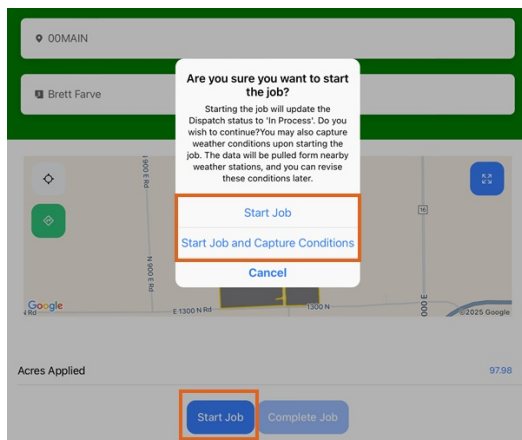 00MAIN
Brett Farve
Are you sure you want to start
the job?
Starting the job will update the
Dispatch status to 'In Process'. Do you
wish to continue?You may also capture
weather conditions upon starting the
job. The data will be pulled form nearby
weather stations, and you can revise
these conditions later.
Start Job
Start Job and Capture Conditions
Cancel
N 900 E Rd
N 900 E Rd
16
Google
Rd
E 1300 N Rd
1300 N
000 E
©2025 Google
Acres Applied
97.98
Start Job
Complete Job